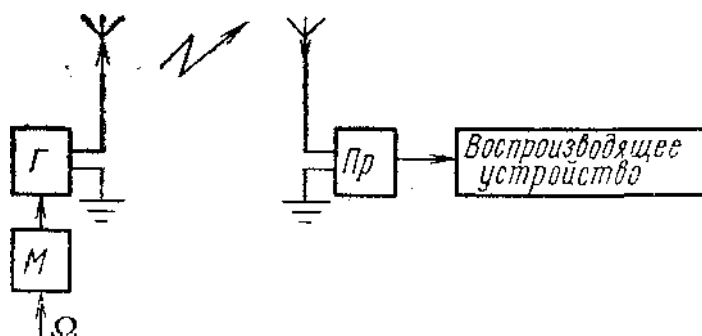 Г
Пр
Воспроизводящее
устройство
М
Ω